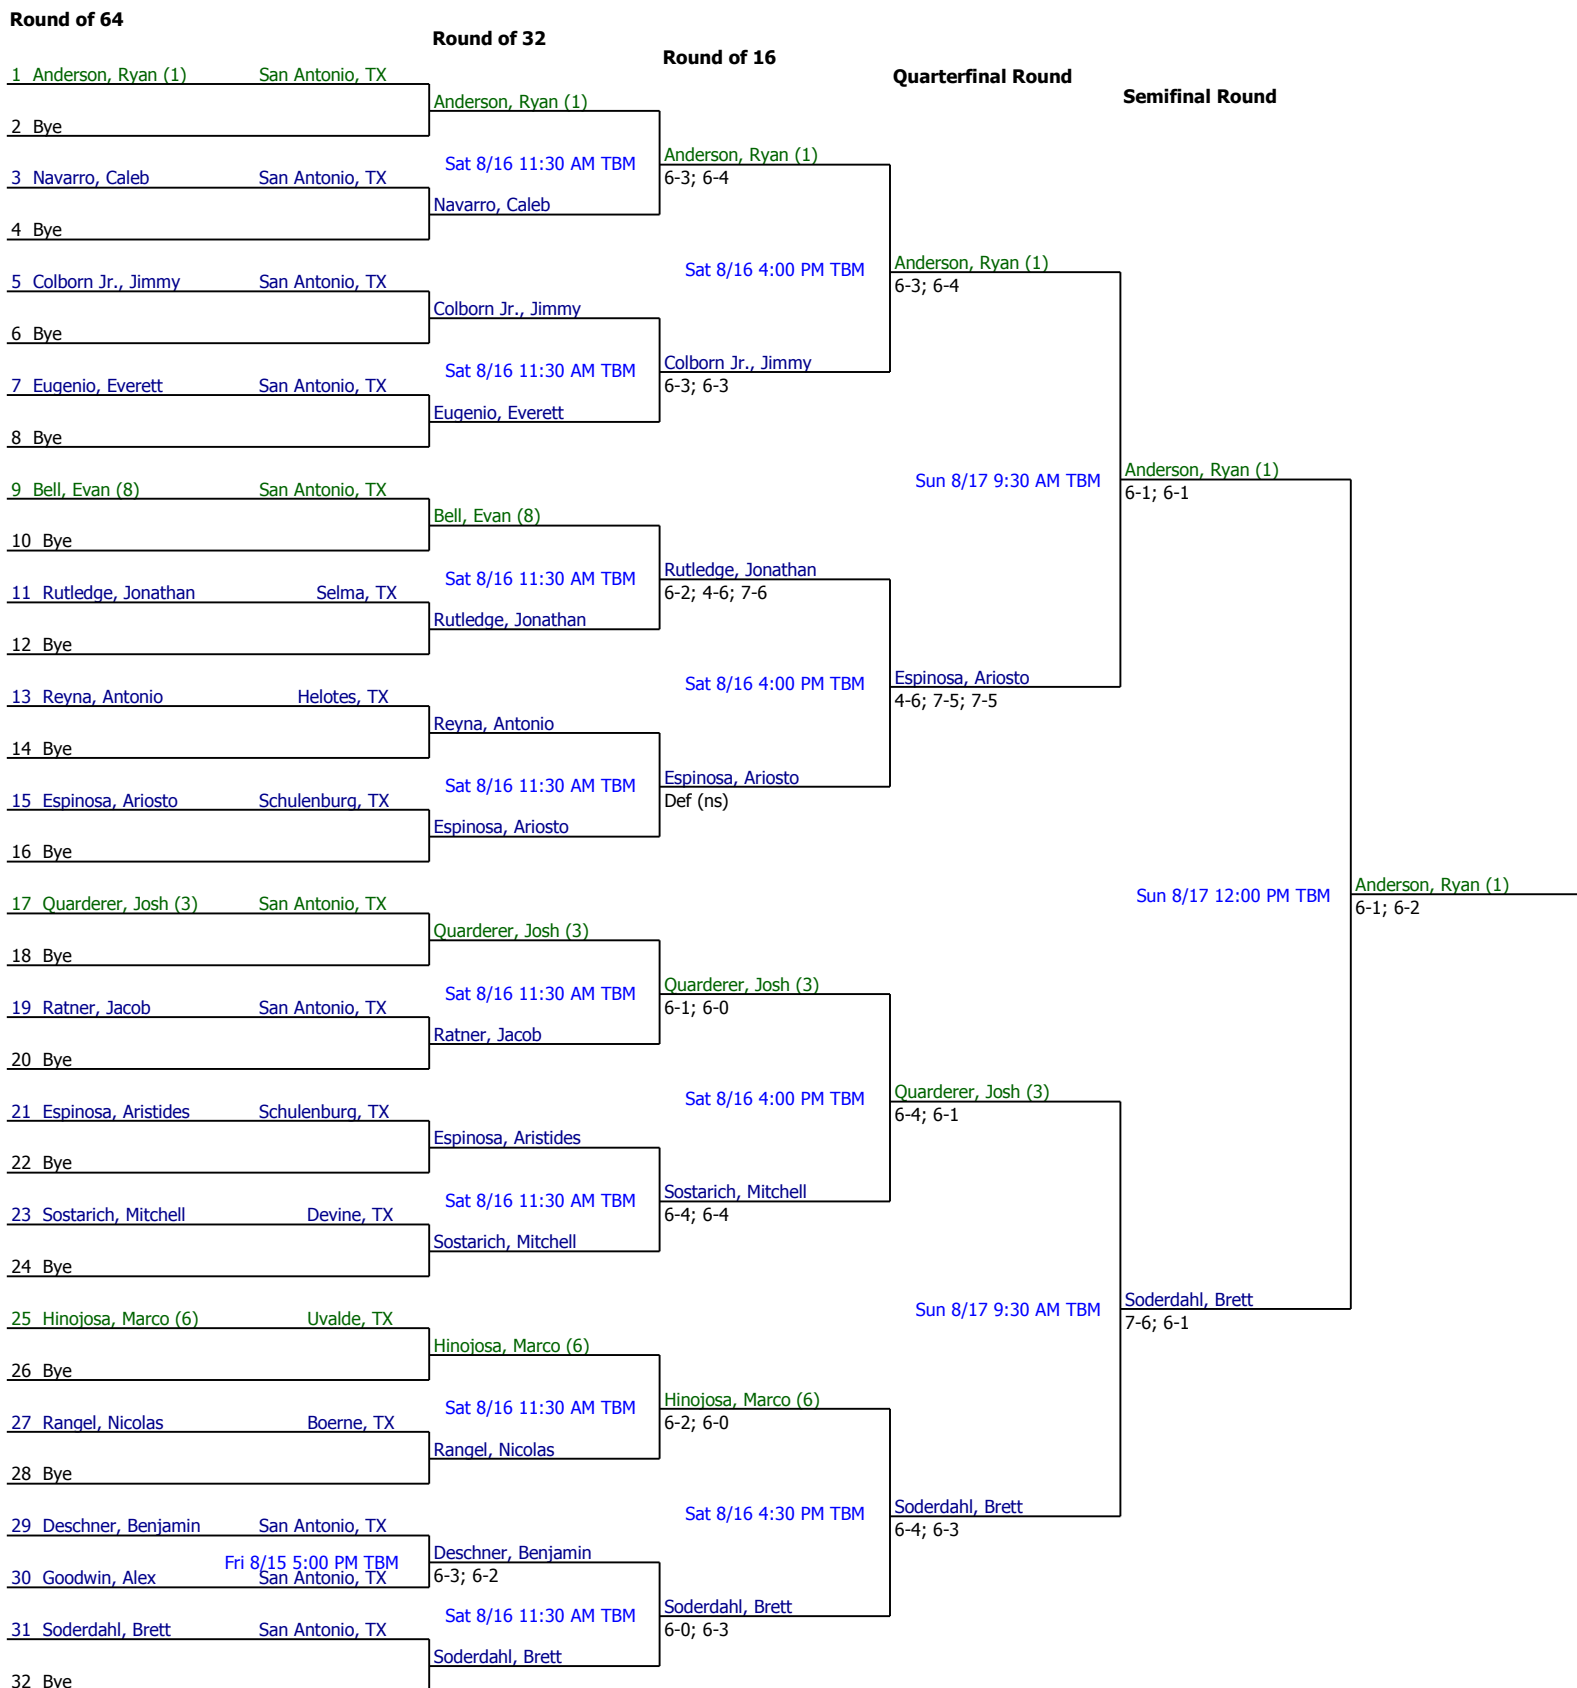 Round of 64
Round of 32
Round of 16
Quarterfinal Round
Semifinal Round
1 Anderson, Ryan (1) San Antonio, TX
2 Bye
3 Navarro, Caleb San Antonio, TX
4 Bye
5 Colborn Jr., Jimmy San Antonio, TX
6 Bye
7 Eugenio, Everett San Antonio, TX
8 Bye
9 Bell, Evan (8) San Antonio, TX
10 Bye
11 Rutledge, Jonathan Selma, TX
12 Bye
13 Reyna, Antonio Helotes, TX
14 Bye
15 Espinosa, Ariosto Schulenburg, TX
16 Bye
17 Quarderer, Josh (3) San Antonio, TX
18 Bye
19 Ratner, Jacob San Antonio, TX
20 Bye
21 Espinosa, Aristides Schulenburg, TX
22 Bye
23 Sostarich, Mitchell Devine, TX
24 Bye
25 Hinojosa, Marco (6) Uvalde, TX
26 Bye
27 Rangel, Nicolas Boerne, TX
28 Bye
29 Deschner, Benjamin San Antonio, TX
Fri 8/15 5:00 PM TBM
30 Goodwin, Alex San Antonio, TX
31 Soderdahl, Brett San Antonio, TX
32 Bye
Anderson, Ryan (1)
Sat 8/16 11:30 AM TBM
Navarro, Caleb
Colborn Jr., Jimmy
Sat 8/16 11:30 AM TBM
Eugenio, Everett
Bell, Evan (8)
Sat 8/16 11:30 AM TBM
Rutledge, Jonathan
Reyna, Antonio
Sat 8/16 11:30 AM TBM
Espinosa, Ariosto
Quarderer, Josh (3)
Sat 8/16 11:30 AM TBM
Ratner, Jacob
Espinosa, Aristides
Sat 8/16 11:30 AM TBM
Sostarich, Mitchell
Hinojosa, Marco (6)
Sat 8/16 11:30 AM TBM
Rangel, Nicolas
Deschner, Benjamin
6-3; 6-2
Sat 8/16 11:30 AM TBM
Soderdahl, Brett
Anderson, Ryan (1)
6-3; 6-4
Sat 8/16 4:00 PM TBM
Colborn Jr., Jimmy
6-3; 6-3
Rutledge, Jonathan
6-2; 4-6; 7-6
Sat 8/16 4:00 PM TBM
Espinosa, Ariosto
Def (ns)
Quarderer, Josh (3)
6-1; 6-0
Sat 8/16 4:00 PM TBM
Sostarich, Mitchell
6-4; 6-4
Hinojosa, Marco (6)
6-2; 6-0
Sat 8/16 4:30 PM TBM
Soderdahl, Brett
6-0; 6-3
Anderson, Ryan (1)
6-3; 6-4
Sun 8/17 9:30 AM TBM
Espinosa, Ariosto
4-6; 7-5; 7-5
Quarderer, Josh (3)
6-4; 6-1
Sun 8/17 9:30 AM TBM
Soderdahl, Brett
6-4; 6-3
Anderson, Ryan (1)
6-1; 6-1
Sun 8/17 12:00 PM TBM
Soderdahl, Brett
7-6; 6-1
Anderson, Ryan (1)
6-1; 6-2